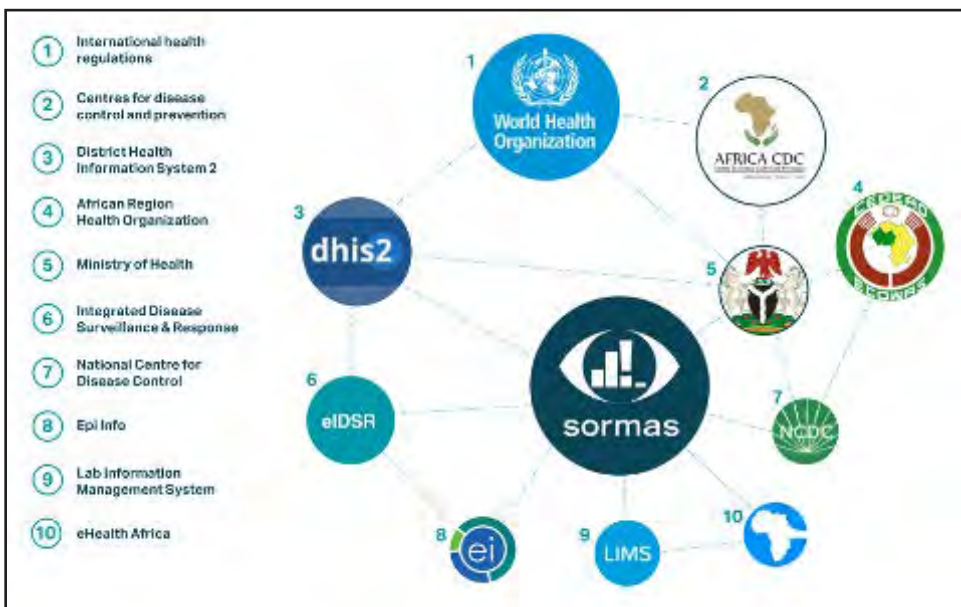 1
International health
regulations
2
Centres for disease
control and prevention
3
District Health
Information System 2
4
African Region
Health Organization
5
Ministry of Health
6
Integrated Disease
Surveillance & Response
7
National Centre for
Disease Control
8
Epi Info
9
Lab Information
Management System
10
eHealth Africa
1
World Health
Organization
2
AFRICA CDC
3
dhis2
4
CEDEAO
ECOWAS
5
sormas
6
eIDSR
7
NCDC
8
ei
9
LIMS
10